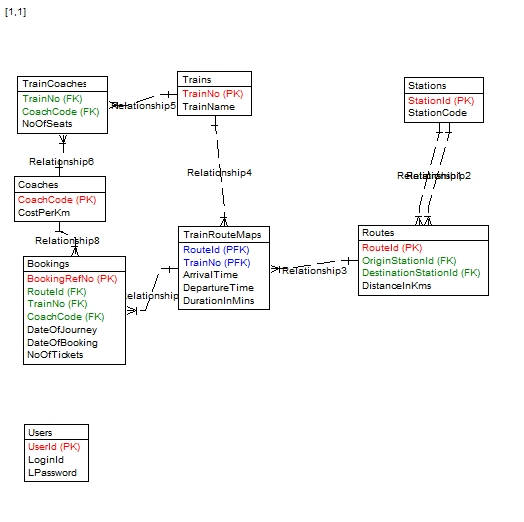 [1,1]
TrainCoaches
TrainNo (FK)
CoachCode (FK)
NoOfSeats
Relationship5
Trains
TrainNo (PK)
TrainName
Stations
StationId (PK)
StationCode
Relationship6
Relationship4
Relationship2
Coaches
CoachCode (PK)
CostPerKm
Relationship8
TrainRouteMaps
RouteId (PFK)
TrainNo (PFK)
ArrivalTime
DepartureTime
DurationInMins
Relationship3
Routes
RouteId (PK)
OriginStationId (FK)
DestinationStationId (FK)
DistanceInKms
Bookings
BookingRefNo (PK)
RouteId (FK)
TrainNo (FK)
CoachCode (FK)
DateOfJourney
DateOfBooking
NoOfTickets
Users
UserId (PK)
LoginId
LPassword